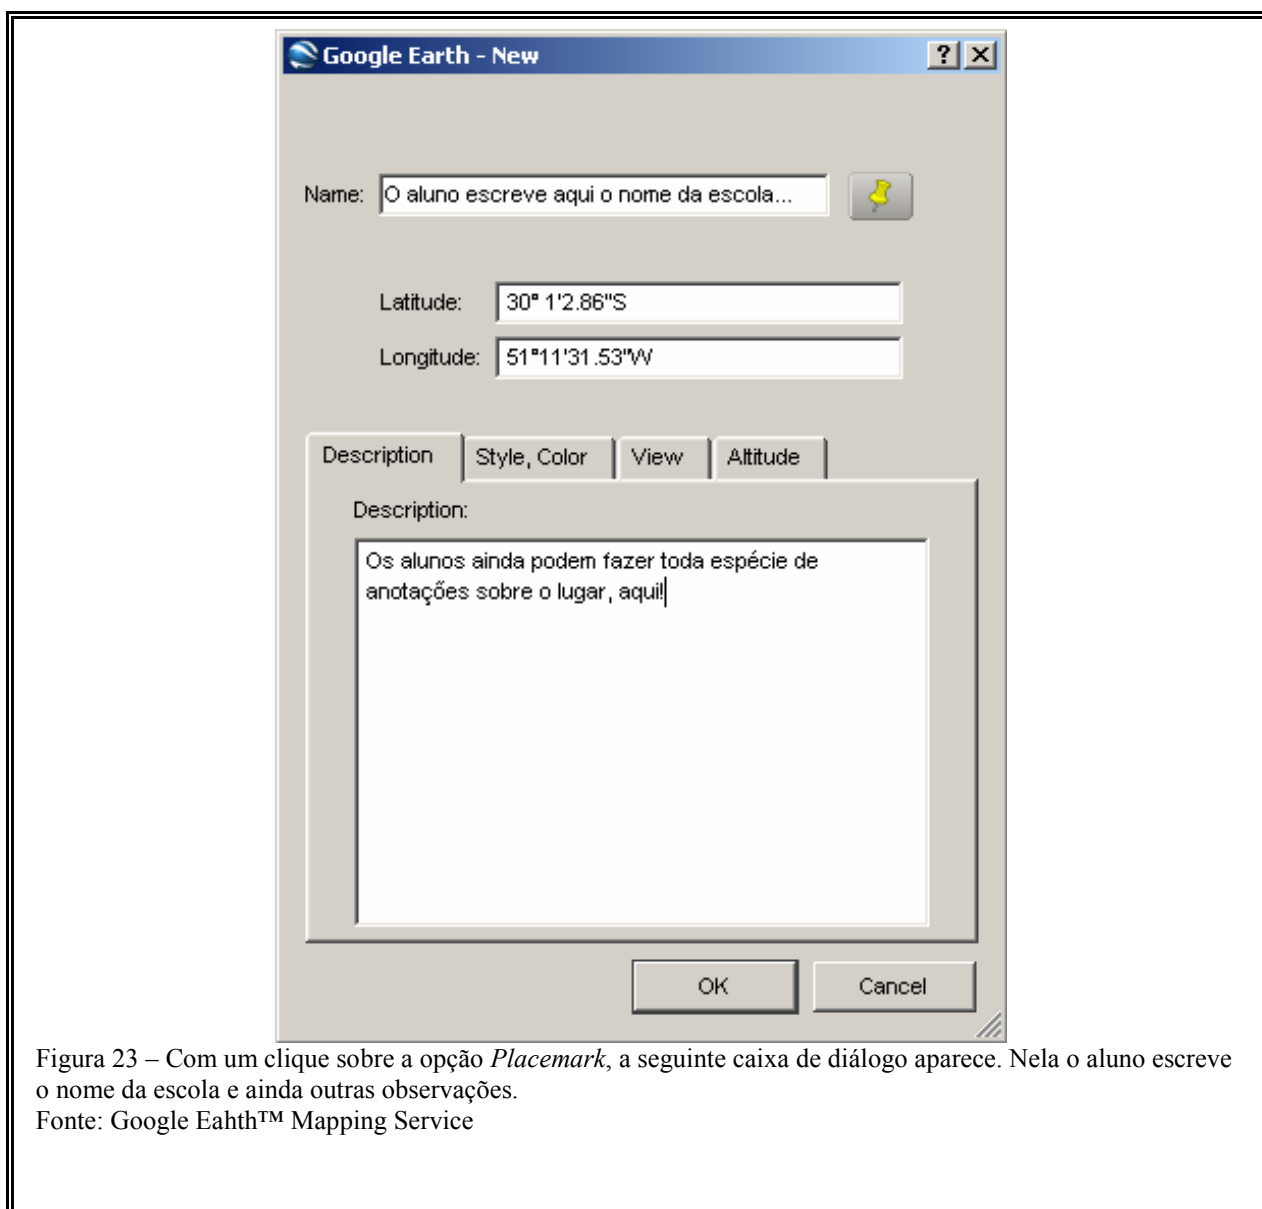 Google Earth - New
Name: O aluno escreve aqui o nome da escola...
Latitude: 30° 1'2.86"S
Longitude: 51°11'31.53"W
Description Style, Color View Altitude
Description:
Os alunos ainda podem fazer toda espécie de
anotações sobre o lugar, aqui!
OK Cancel
Figura 23 – Com um clique sobre a opção Placemark, a seguinte caixa de diálogo aparece. Nela o aluno escreve
o nome da escola e ainda outras observações.
Fonte: Google Eahth™ Mapping Service